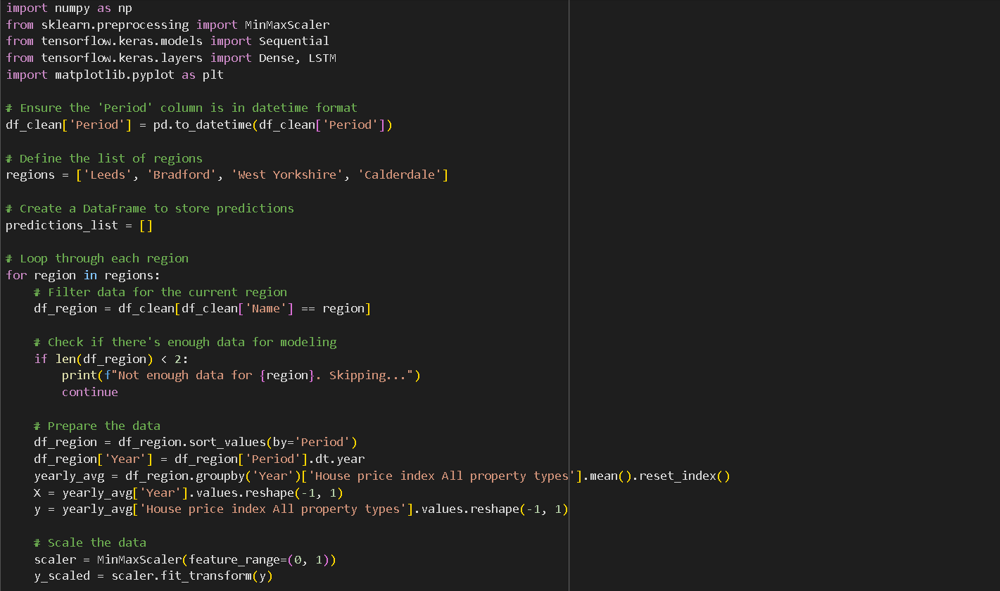 import numpy as np
from sklearn.preprocessing import MinMaxScaler
from tensorflow.keras.models import Sequential
from tensorflow.keras.layers import Dense, LSTM
import matplotlib.pyplot as plt

# Ensure the 'Period' column is in datetime format
df_clean['Period'] = pd.to_datetime(df_clean['Period'])

# Define the list of regions
regions = ['Leeds', 'Bradford', 'West Yorkshire', 'Calderdale']

# Create a DataFrame to store predictions
predictions_list = []

# Loop through each region
for region in regions:
    # Filter data for the current region
    df_region = df_clean[df_clean['Name'] == region]

    # Check if there's enough data for modeling
    if len(df_region) < 2:
        print(f"Not enough data for {region}. Skipping...")
        continue

    # Prepare the data
    df_region = df_region.sort_values(by='Period')
    df_region['Year'] = df_region['Period'].dt.year
    yearly_avg = df_region.groupby('Year')['House price index All property types'].mean().reset_index()
    X = yearly_avg['Year'].values.reshape(-1, 1)
    y = yearly_avg['House price index All property types'].values.reshape(-1, 1)

    # Scale the data
    scaler = MinMaxScaler(feature_range=(0, 1))
    y_scaled = scaler.fit_transform(y)